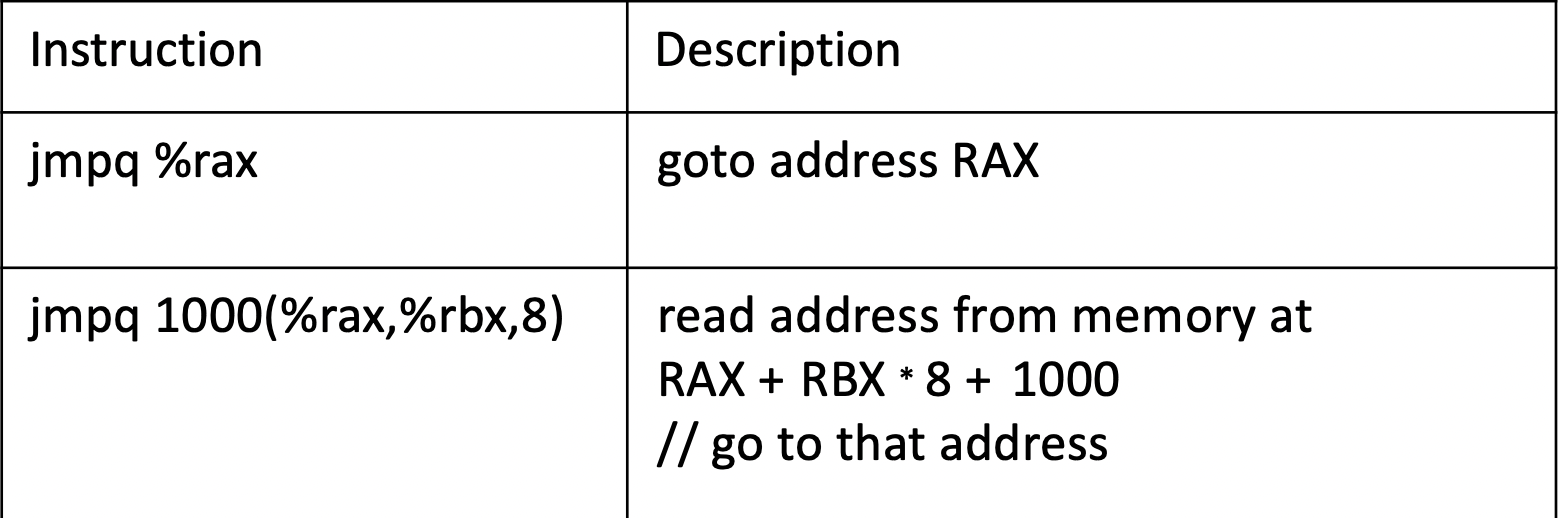 Instruction Description
jmpq %rax goto address RAX
jmpq 1000(%rax,%rbx,8) read address from memory at
RAX + RBX * 8 + 1000
// go to that address